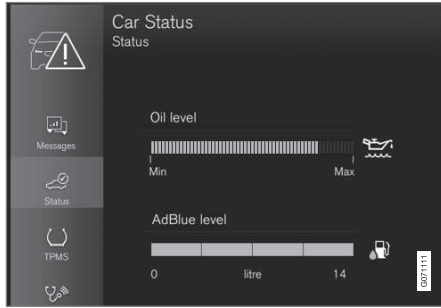 Car Status
Status
Messages
Status
TPMS
Oil level
Min Max
AdBlue level
0 litre 14
G071111